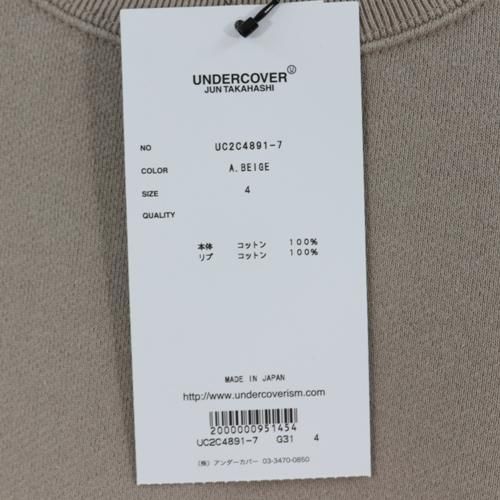 UNDERCOVER Ⓤ
JUN TAKAHASHI
NO UC2C4891-7
COLOR A.BEIGE
SIZE 4
QUALITY
本体 コットン 100%
リブ コットン 100%
MADE IN JAPAN
http://www.undercoverism.com
2000000951454
UC2C4891-7 G31 4
(株) アンダーカバー 03-3470-0850